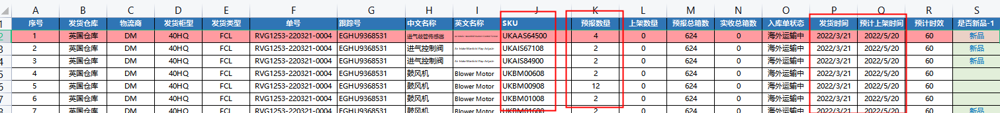 A B C D E F G H I J K L M N O P Q R S
序号 发货仓库 物流商 发货柜型 发货类型 单号 跟踪号 中文名称 英文名称 SKU 预报数量 上架数量 预报总箱数 实收总箱数 入库单状态 发货时间 预计上架时间 预计时效 是否新品-1
2 1 英国仓库 DM 40HQ FCL RVG1253-220321-0004 EGHU9368531 进气歧管传感器 UKAAS64500 4 0 624 0 海外运输中 2022/3/21 2022/5/20 60 新品
3 2 英国仓库 DM 40HQ FCL RVG1253-220321-0004 EGHU9368531 进气控制阀 Air Intake Manifold Flap Adjuste UKAIS67108 2 0 624 0 海外运输中 2022/3/21 2022/5/20 60 新品
4 3 英国仓库 DM 40HQ FCL RVG1253-220321-0004 EGHU9368531 进气控制阀 Air Intake Manifold Flap Adjuste UKAIS84900 2 0 624 0 海外运输中 2022/3/21 2022/5/20 60 新品
5 4 英国仓库 DM 40HQ FCL RVG1253-220321-0004 EGHU9368531 鼓风机 Blower Motor UKBM00608 2 0 624 0 海外运输中 2022/3/21 2022/5/20 60
6 5 英国仓库 DM 40HQ FCL RVG1253-220321-0004 EGHU9368531 鼓风机 Blower Motor UKBM00908 12 0 624 0 海外运输中 2022/3/21 2022/5/20 60
7 6 英国仓库 DM 40HQ FCL RVG1253-220321-0004 EGHU9368531 鼓风机 Blower Motor UKBM01008 2 0 624 0 海外运输中 2022/3/21 2022/5/20 60
8 7 英国仓库 DM 40HQ FCL RVG1253-220321-0004 EGHU9368531 鼓风机 Blower Motor UKBM01600 2 0 624 0 海外运输中 2022/3/21 2022/5/20 60 新品